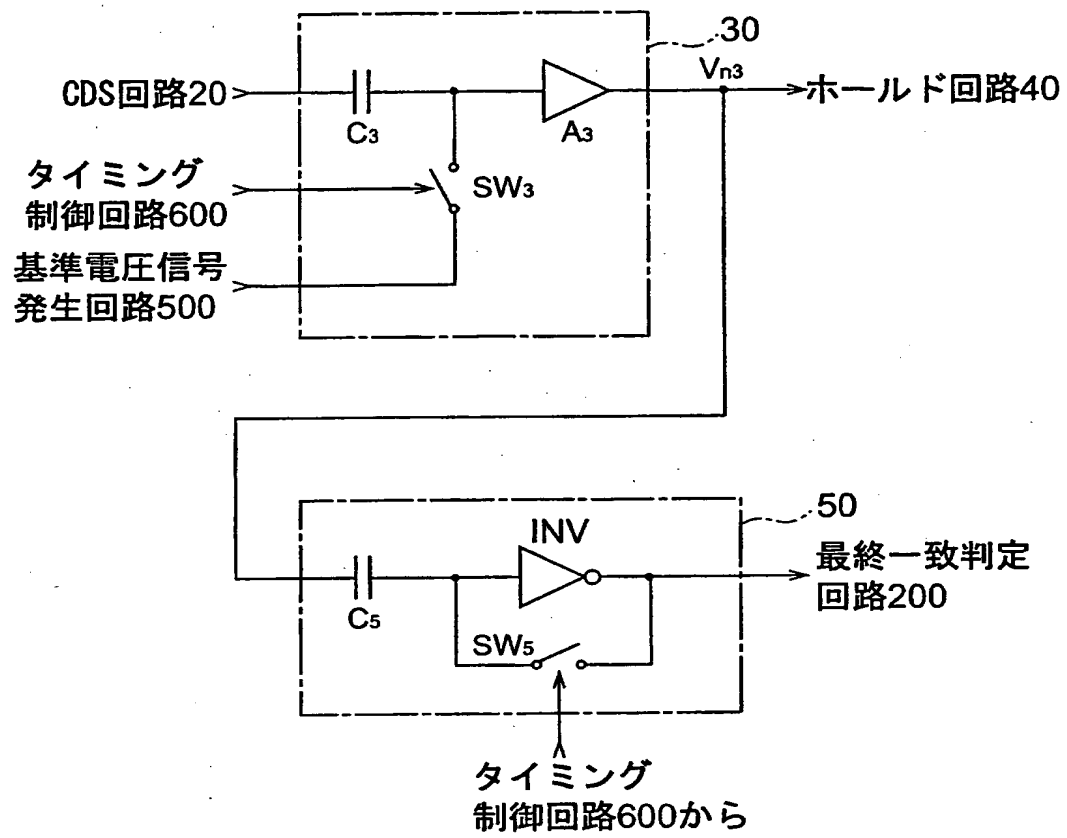 30
CDS回路20
C3
A3
Vn3
ホールド回路40
タイミング
制御回路600
SW3
基準電圧信号
発生回路500
50
INV
C5
SW5
最終一致判定
回路200
タイミング
制御回路600から